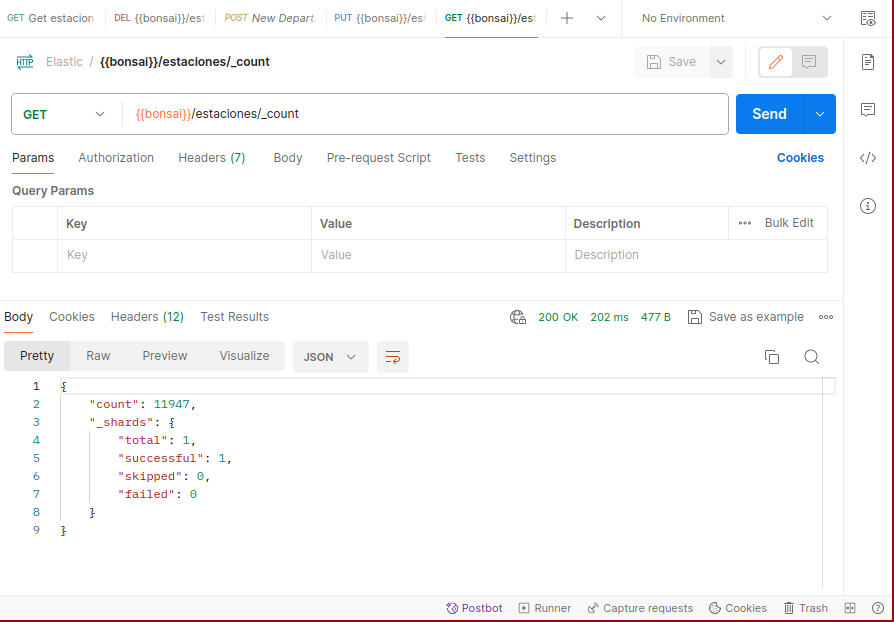 GET Get estacion DEL {{bonsai}}/est POST New Depart PUT {{bonsai}}/es GET {{bonsai}}/es No Environment
HTTP Elastic / {{bonsai}}/estaciones/_count Save
GET {{bonsai}}/estaciones/_count Send
Params Authorization Headers (7) Body Pre-request Script Tests Settings Cookies
Query Params
Key Value Description Bulk Edit
Key Value Description
Body Cookies Headers (12) Test Results 200 OK 202 ms 477 B Save as example
Pretty Raw Preview Visualize JSON
1 {
2 "count": 11947,
3 "_shards": {
4 "total": 1,
5 "successful": 1,
6 "skipped": 0,
7 "failed": 0
8 }
9 }
Postbot Runner Capture requests Cookies Trash